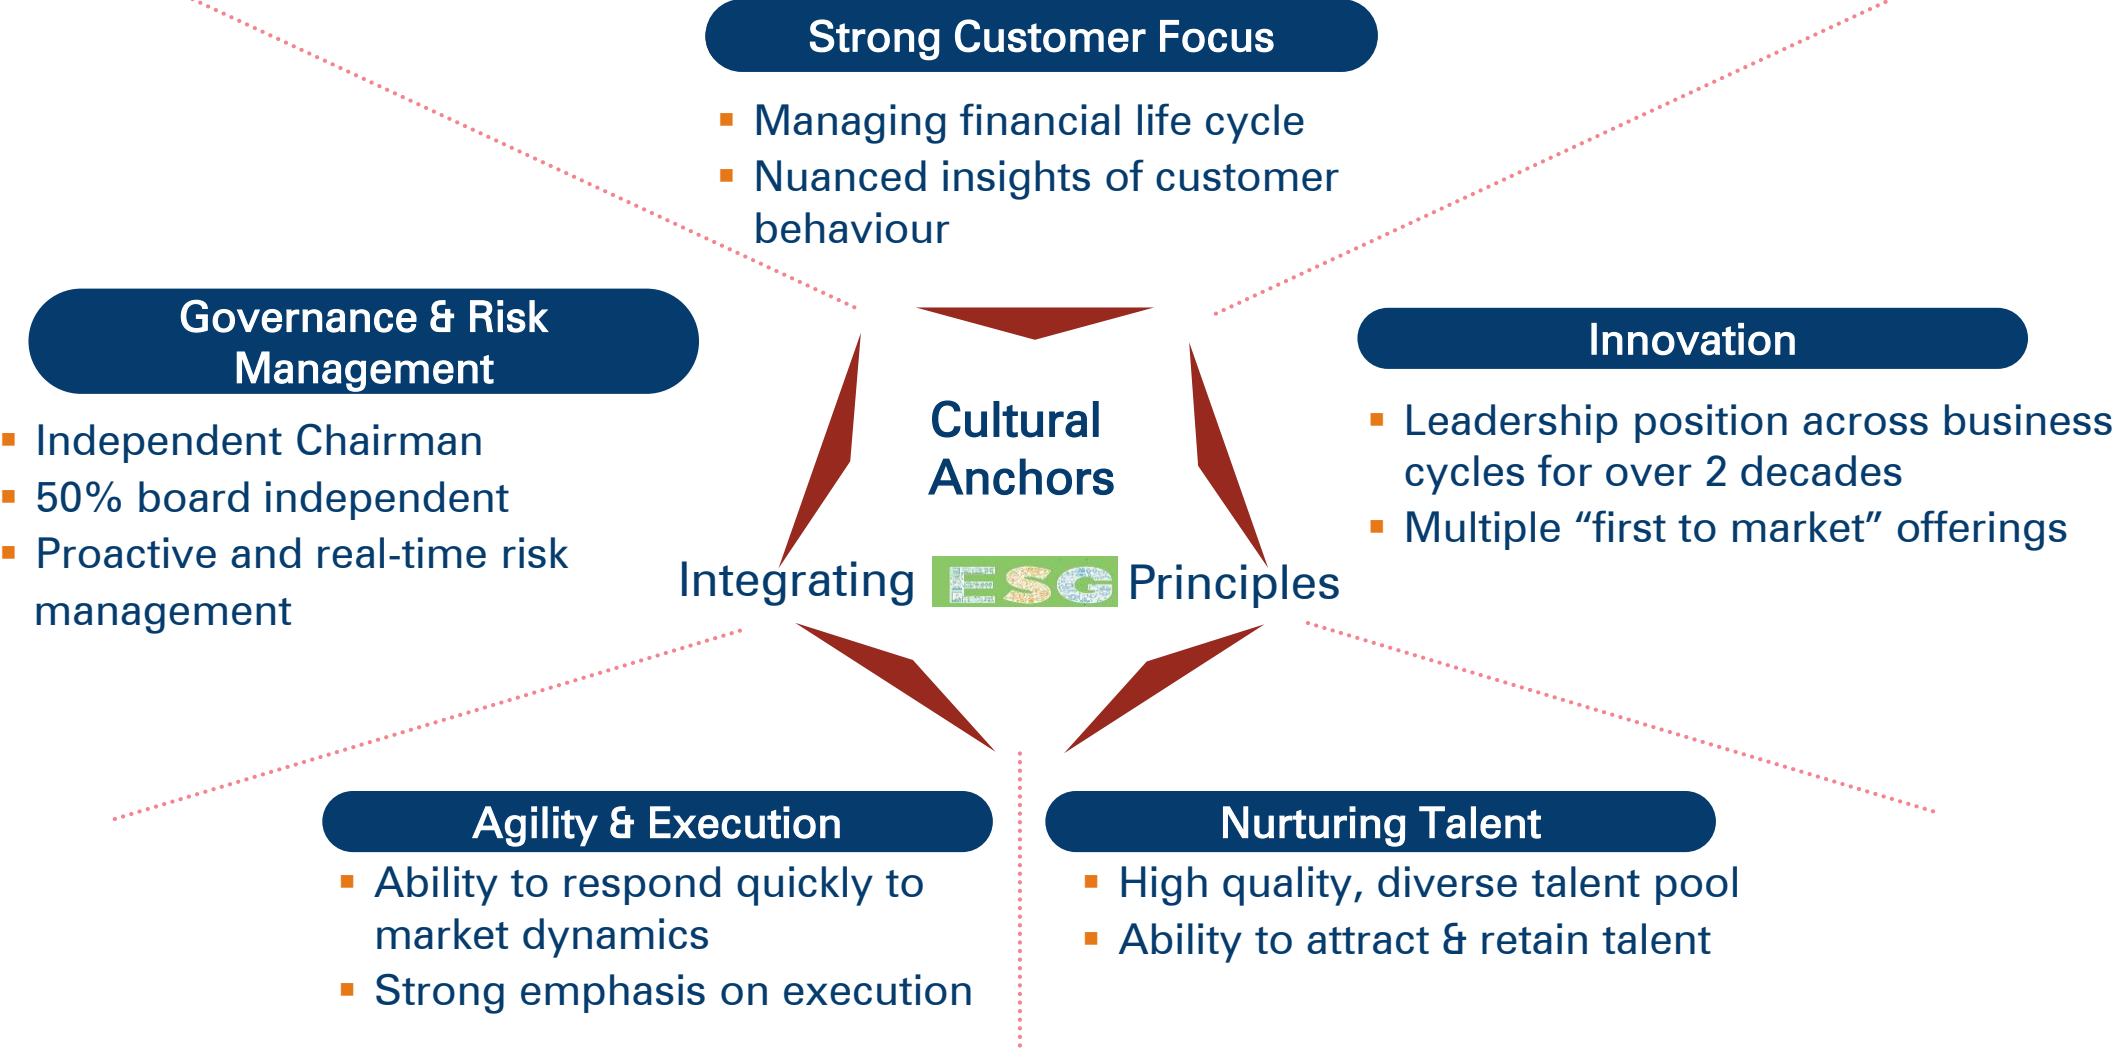 Strong Customer Focus
▪ Managing financial life cycle
▪ Nuanced insights of customer
behaviour
Governance & Risk
Management
▪ Independent Chairman
▪ 50% board independent
▪ Proactive and real-time risk
management
Cultural
Anchors
Integrating ESG Principles
Innovation
▪ Leadership position across business
cycles for over 2 decades
▪ Multiple “first to market” offerings
Agility & Execution
▪ Ability to respond quickly to
market dynamics
▪ Strong emphasis on execution
Nurturing Talent
▪ High quality, diverse talent pool
▪ Ability to attract & retain talent